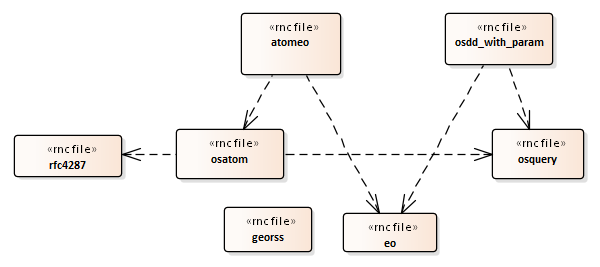 «rncfile»
atomeo
«rncfile»
osdd_with_param
«rncfile»
rfc4287
«rncfile»
osatom
«rncfile»
osquery
«rncfile»
georss
«rncfile»
eo